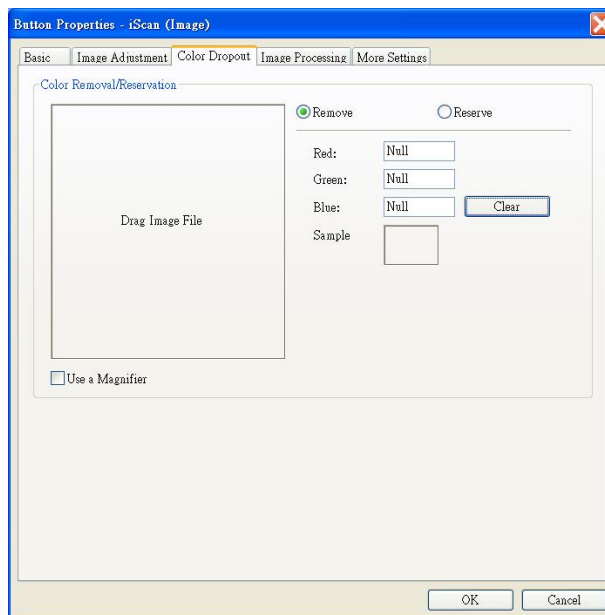 Button Properties - iScan (Image)
Basic Image Adjustment Color Dropout Image Processing More Settings
Color Removal/Reservation
Remove Reserve
Red: Null
Green: Null
Blue: Null Clear
Drag Image File
Sample
Use a Magnifier
OK Cancel